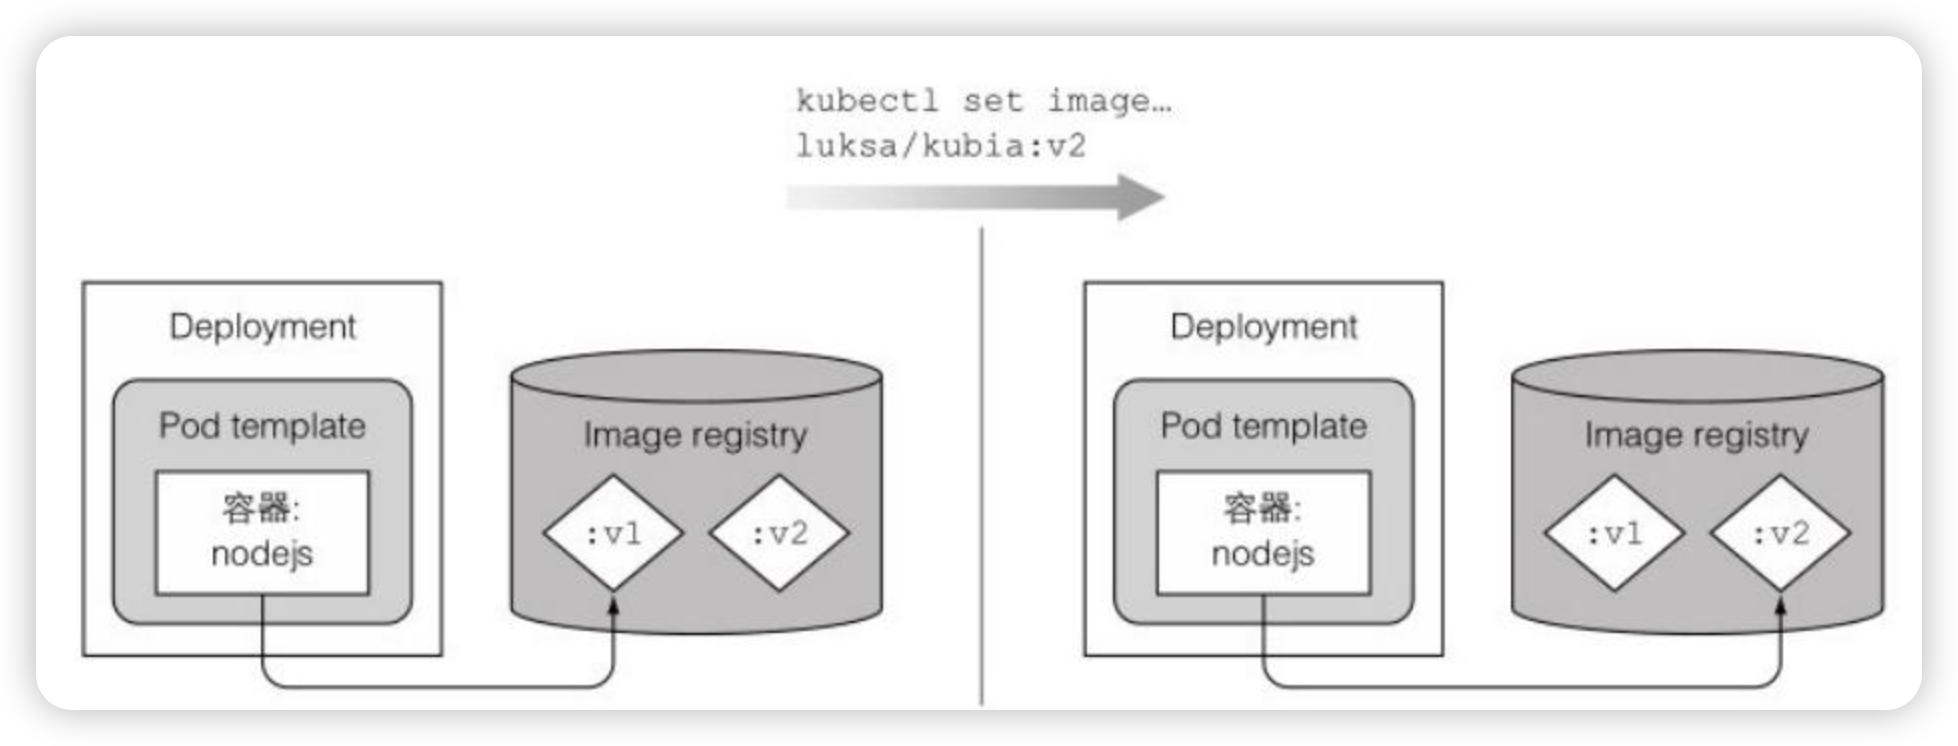 kubectl set image…
luksa/kubia:v2
Deployment
Pod template
容器:
nodejs
Image registry
:v1
:v2
Deployment
Pod template
容器:
nodejs
Image registry
:v1
:v2